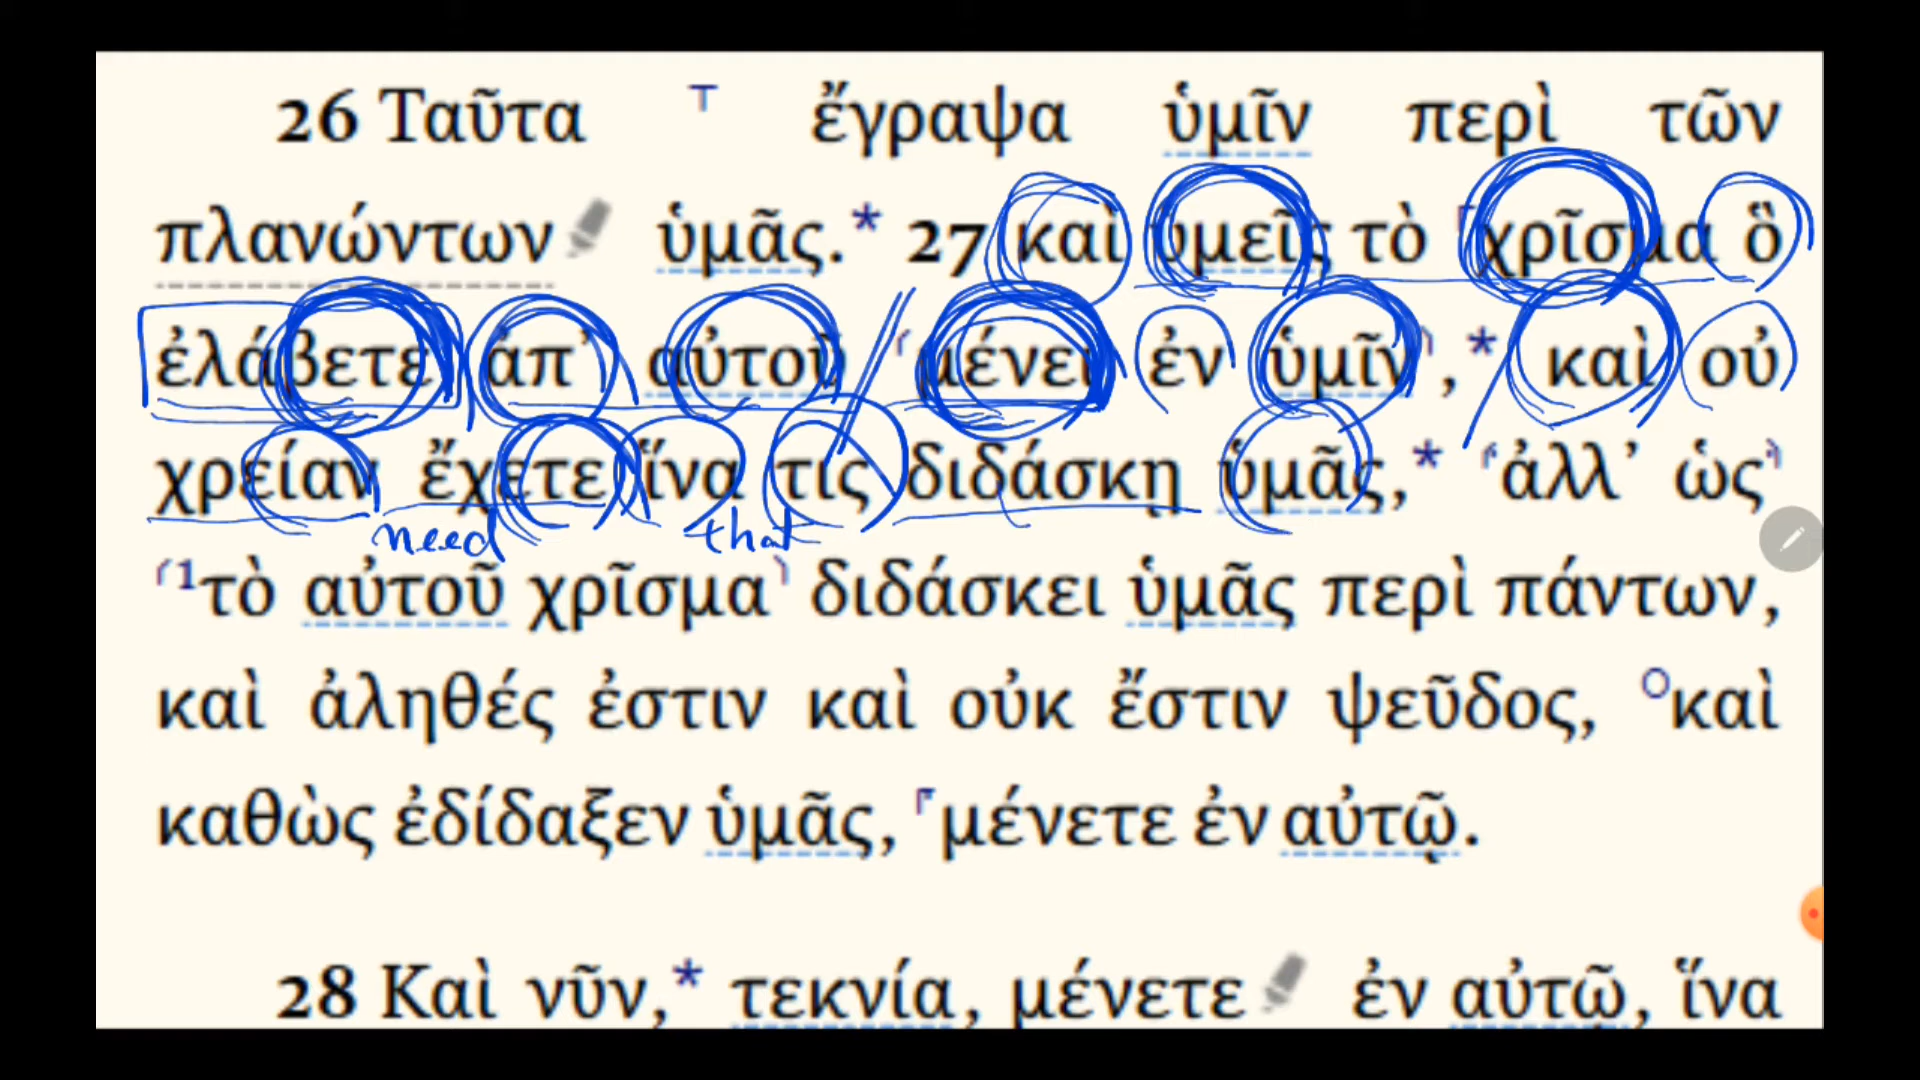 26 Ταῦτα ⸆ ἔγραψα ὑμῖν περὶ τῶν
πλανώντων ὑμᾶς.* 27 καὶ ὑμεῖς τὸ ⸀χρῖσμα ὃ
ἐλάβετε ἀπ’ αὐτοῦ ⸂μένει ἐν ὑμῖν⸃,* καὶ οὐ
χρείαν ἔχετε ἵνα τις διδάσκῃ ὑμᾶς,* ⸄ἀλλ’ ὡς⸅
need that
⸂1τὸ αὐτοῦ χρῖσμα⸃ διδάσκει ὑμᾶς περὶ πάντων,
καὶ ἀληθές ἐστιν καὶ οὐκ ἔστιν ψεῦδος, ⸰καὶ
καθὼς ἐδίδαξεν ὑμᾶς, ⸀μένετε ἐν αὐτῷ.
28 Καὶ νῦν,* τεκνία, μένετε ἐν αὐτῷ, ἵνα